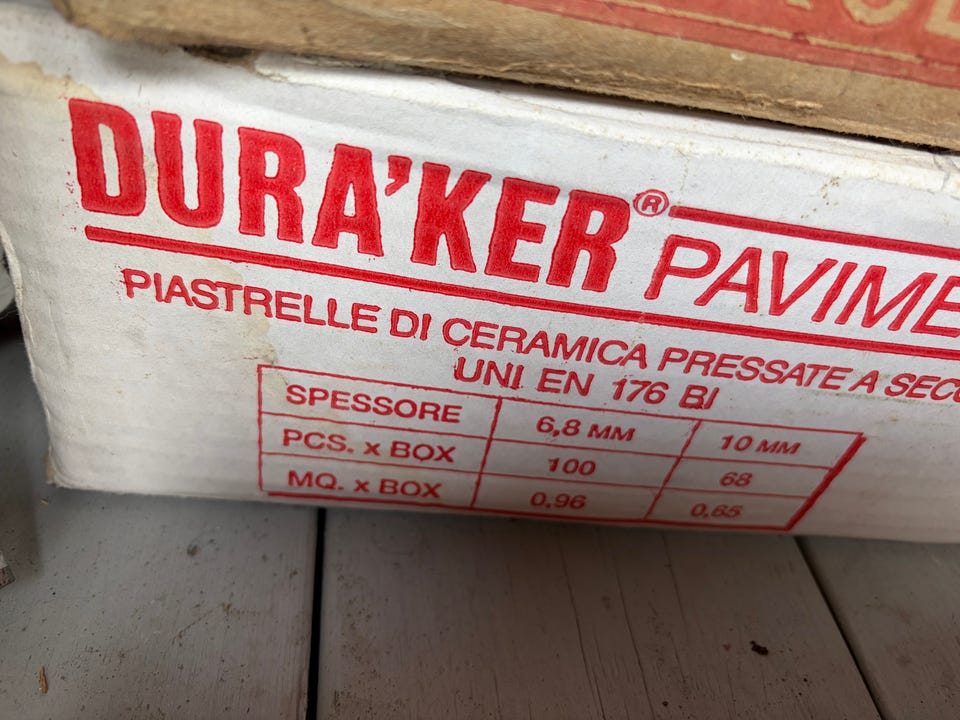 DURA'KER® PAVIME
PIASTRELLE DI CERAMICA PRESSATE A SECC
UNI EN 176 BI
SPESSORE 6,8 MM 10 MM
PCS. x BOX 100 68
MQ. x BOX 0,96 0,65